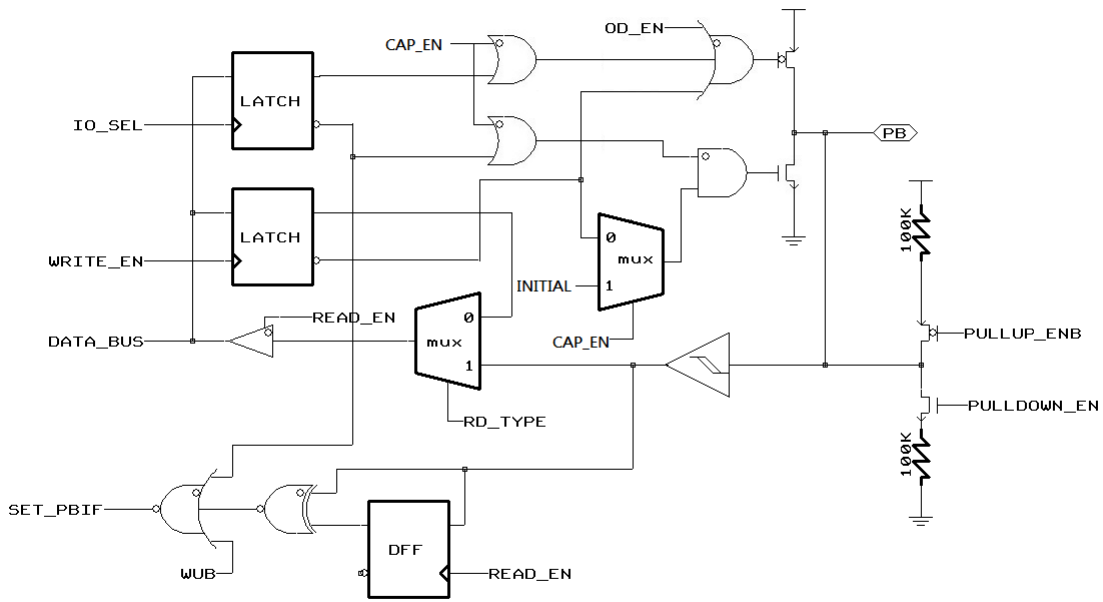 OD_EN
CAP_EN
LATCH
IO_SEL
PB
LATCH
100K
0
mux
WRITE_EN
INITIAL
1
READ_EN
0
PULLUP_ENB
DATA_BUS
mux
CAP_EN
1
PULLDOWN_EN
RD_TYPE
100K
SET_PBIF
DFF
WUB
READ_EN